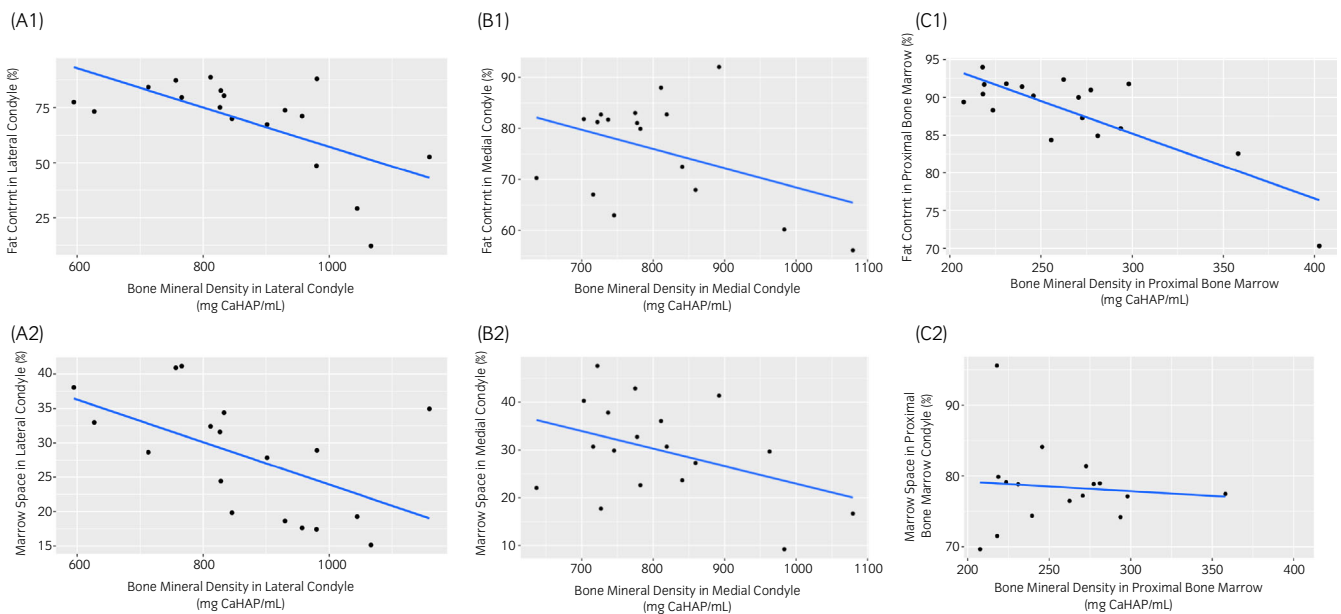 (A1)
Fat Contrnt in Lateral Condyle (%)
75
50
25
600
800
1000
Bone Mineral Density in Lateral Condyle
(mg CaHAP/mL)
(B1)
Fat Contrnt in Medial Condyle (%)
90
80
70
60
700
800
900
1000
1100
Bone Mineral Density in Medial Condyle
(mg CaHAP/mL)
(C1)
Fat Contrnt in Proximal Bone Marrow (%)
95
90
85
80
75
70
200
250
300
350
400
Bone Mineral Density in Proximal Bone Marrow
(mg CaHAP/mL)
(A2)
Marrow Space in Lateral Condyle (%)
40
35
30
25
20
15
600
800
1000
Bone Mineral Density in Lateral Condyle
(mg CaHAP/mL)
(B2)
Marrow Space in Medial Condyle (%)
50
40
30
20
10
700
800
900
1000
1100
Bone Mineral Density in Medial Condyle
(mg CaHAP/mL)
(C2)
Marrow Space in Proximal
Bone Marrow Condyle (%)
90
80
70
200
250
300
350
400
Bone Mineral Density in Proximal Bone Marrow
(mg CaHAP/mL)